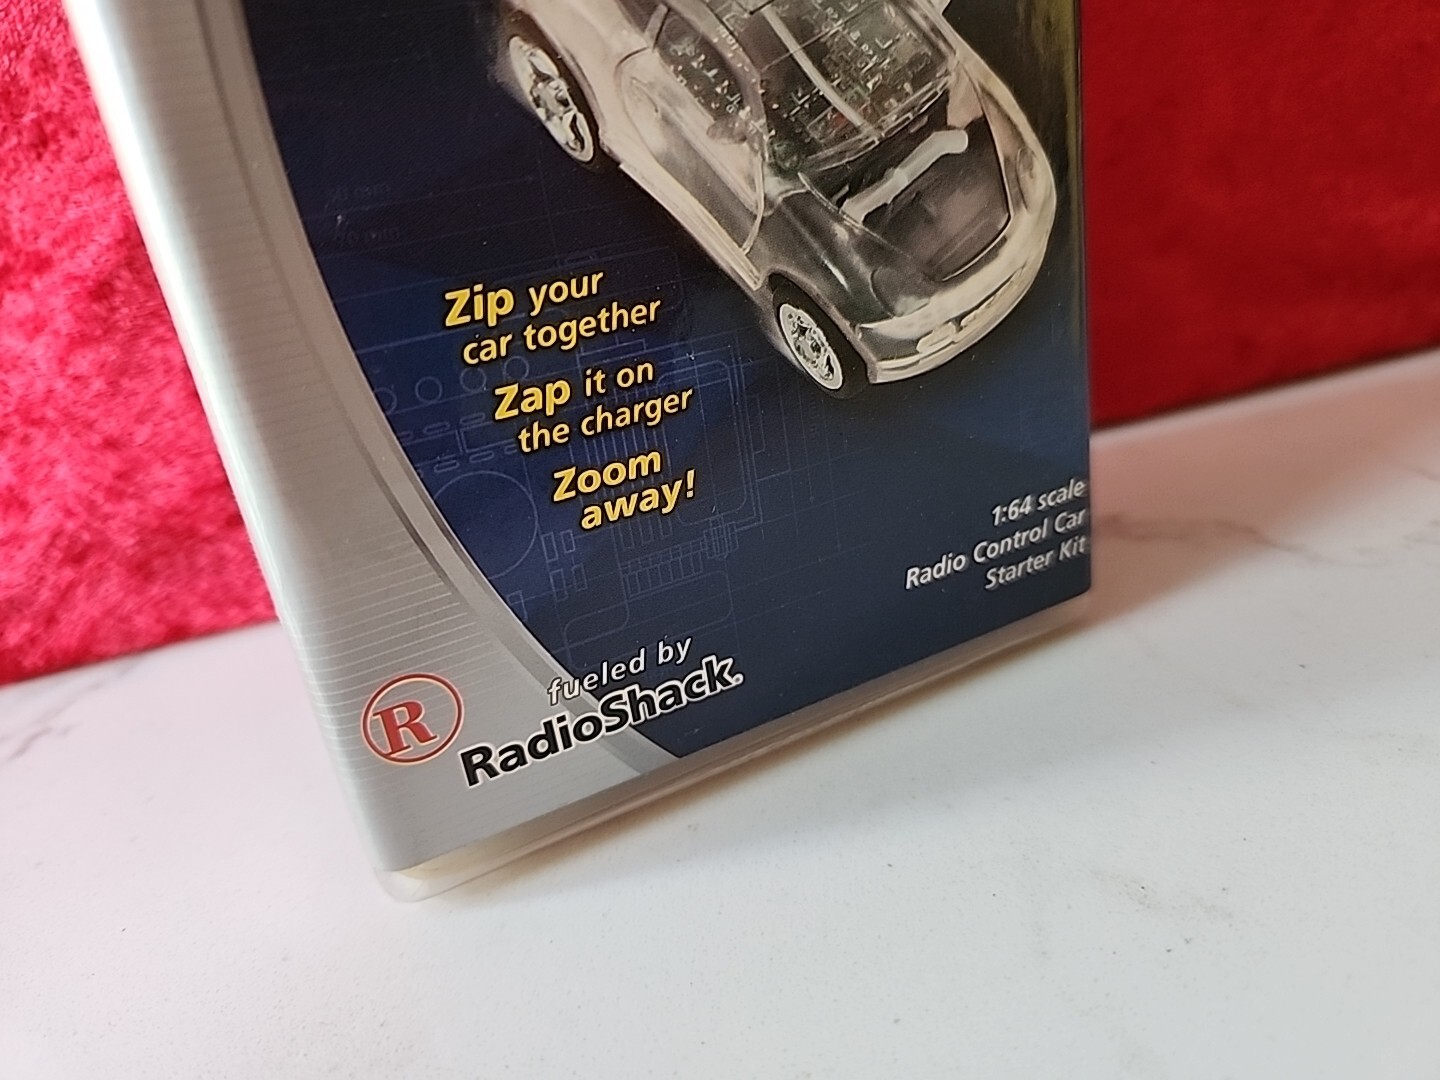 Zip your
car together
Zap it on
the charger
Zoom
away!
1:64 scale
Radio Control Car
Starter Kit
fueled by
R
RadioShack.